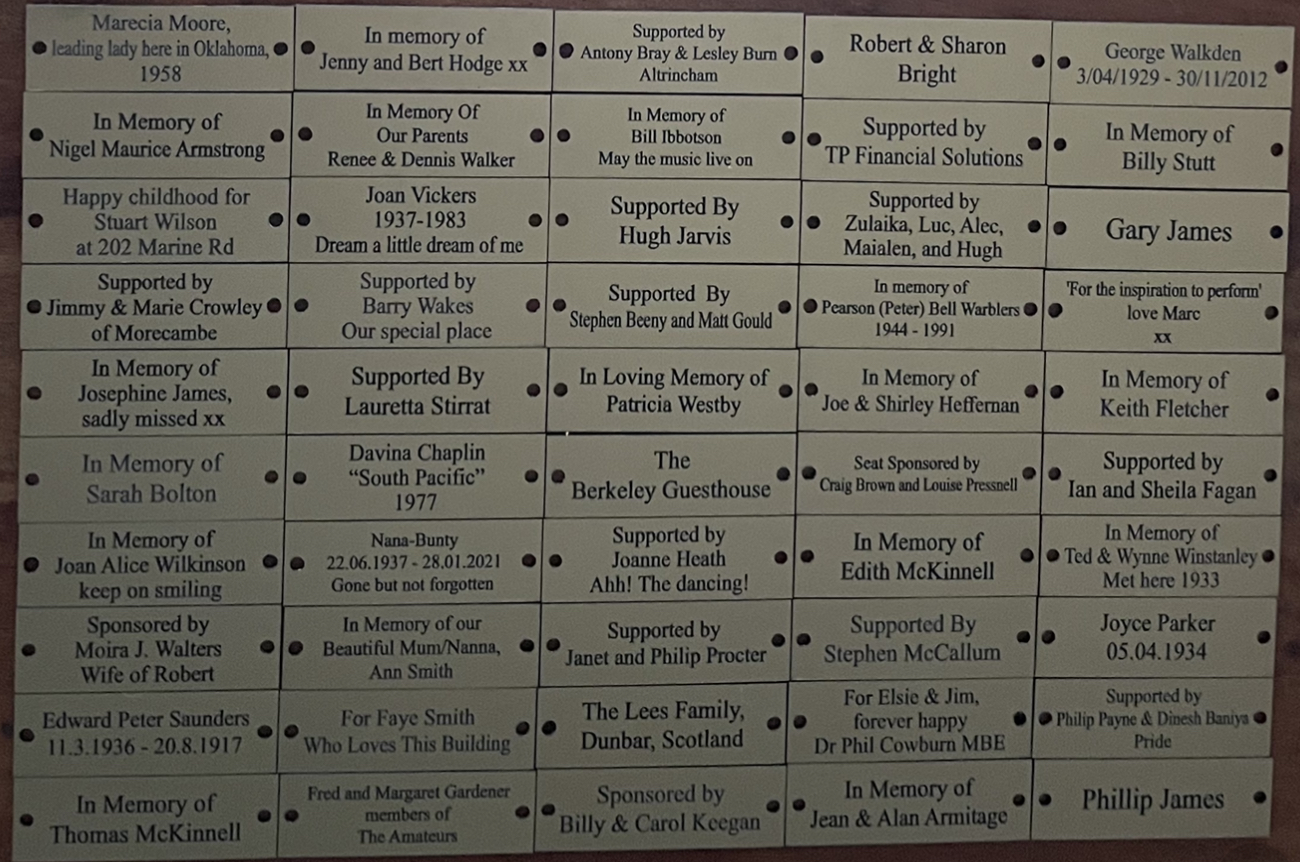 Marecia Moore,
leading lady here in Oklahoma,
1958
In memory of
Jenny and Bert Hodge xx
Supported by
Antony Bray & Lesley Burn
Altrincham
Robert & Sharon
Bright
George Walkden
3/04/1929 - 30/11/2012
In Memory of
Nigel Maurice Armstrong
In Memory Of
Our Parents
Renee & Dennis Walker
In Memory of
Bill Ibbotson
May the music live on
Supported by
TP Financial Solutions
In Memory of
Billy Stutt
Happy childhood for
Stuart Wilson
at 202 Marine Rd
Joan Vickers
1937-1983
Dream a little dream of me
Supported By
Hugh Jarvis
Supported by
Zulaika, Luc, Alec,
Maialen, and Hugh
Gary James
Supported by
Jimmy & Marie Crowley
of Morecambe
Supported by
Barry Wakes
Our special place
Supported By
Stephen Beeny and Matt Gould
In memory of
Pearson (Peter) Bell Warblers
1944 - 1991
'For the inspiration to perform'
love Marc
xx
In Memory of
Josephine James,
sadly missed xx
Supported By
Lauretta Stirrat
In Loving Memory of
Patricia Westby
In Memory of
Joe & Shirley Heffernan
In Memory of
Keith Fletcher
In Memory of
Sarah Bolton
Davina Chaplin
“South Pacific”
1977
The
Berkeley Guesthouse
Seat Sponsored by
Craig Brown and Louise Pressnell
Supported by
Ian and Sheila Fagan
In Memory of
Joan Alice Wilkinson
keep on smiling
Nana-Bunty
22.06.1937 - 28.01.2021
Gone but not forgotten
Supported by
Joanne Heath
Ahh! The dancing!
In Memory of
Edith McKinnell
In Memory of
Ted & Wynne Winstanley
Met here 1933
Sponsored by
Moira J. Walters
Wife of Robert
In Memory of our
Beautiful Mum/Nanna,
Ann Smith
Supported by
Janet and Philip Procter
Supported By
Stephen McCallum
Joyce Parker
05.04.1934
Edward Peter Saunders
11.3.1936 - 20.8.1917
For Faye Smith
Who Loves This Building
The Lees Family,
Dunbar, Scotland
For Elsie & Jim,
forever happy
Dr Phil Cowburn MBE
Supported by
Philip Payne & Dinesh Baniya
Pride
In Memory of
Thomas McKinnell
Fred and Margaret Gardener
members of
The Amateurs
Sponsored by
Billy & Carol Keegan
In Memory of
Jean & Alan Armitage
Phillip James